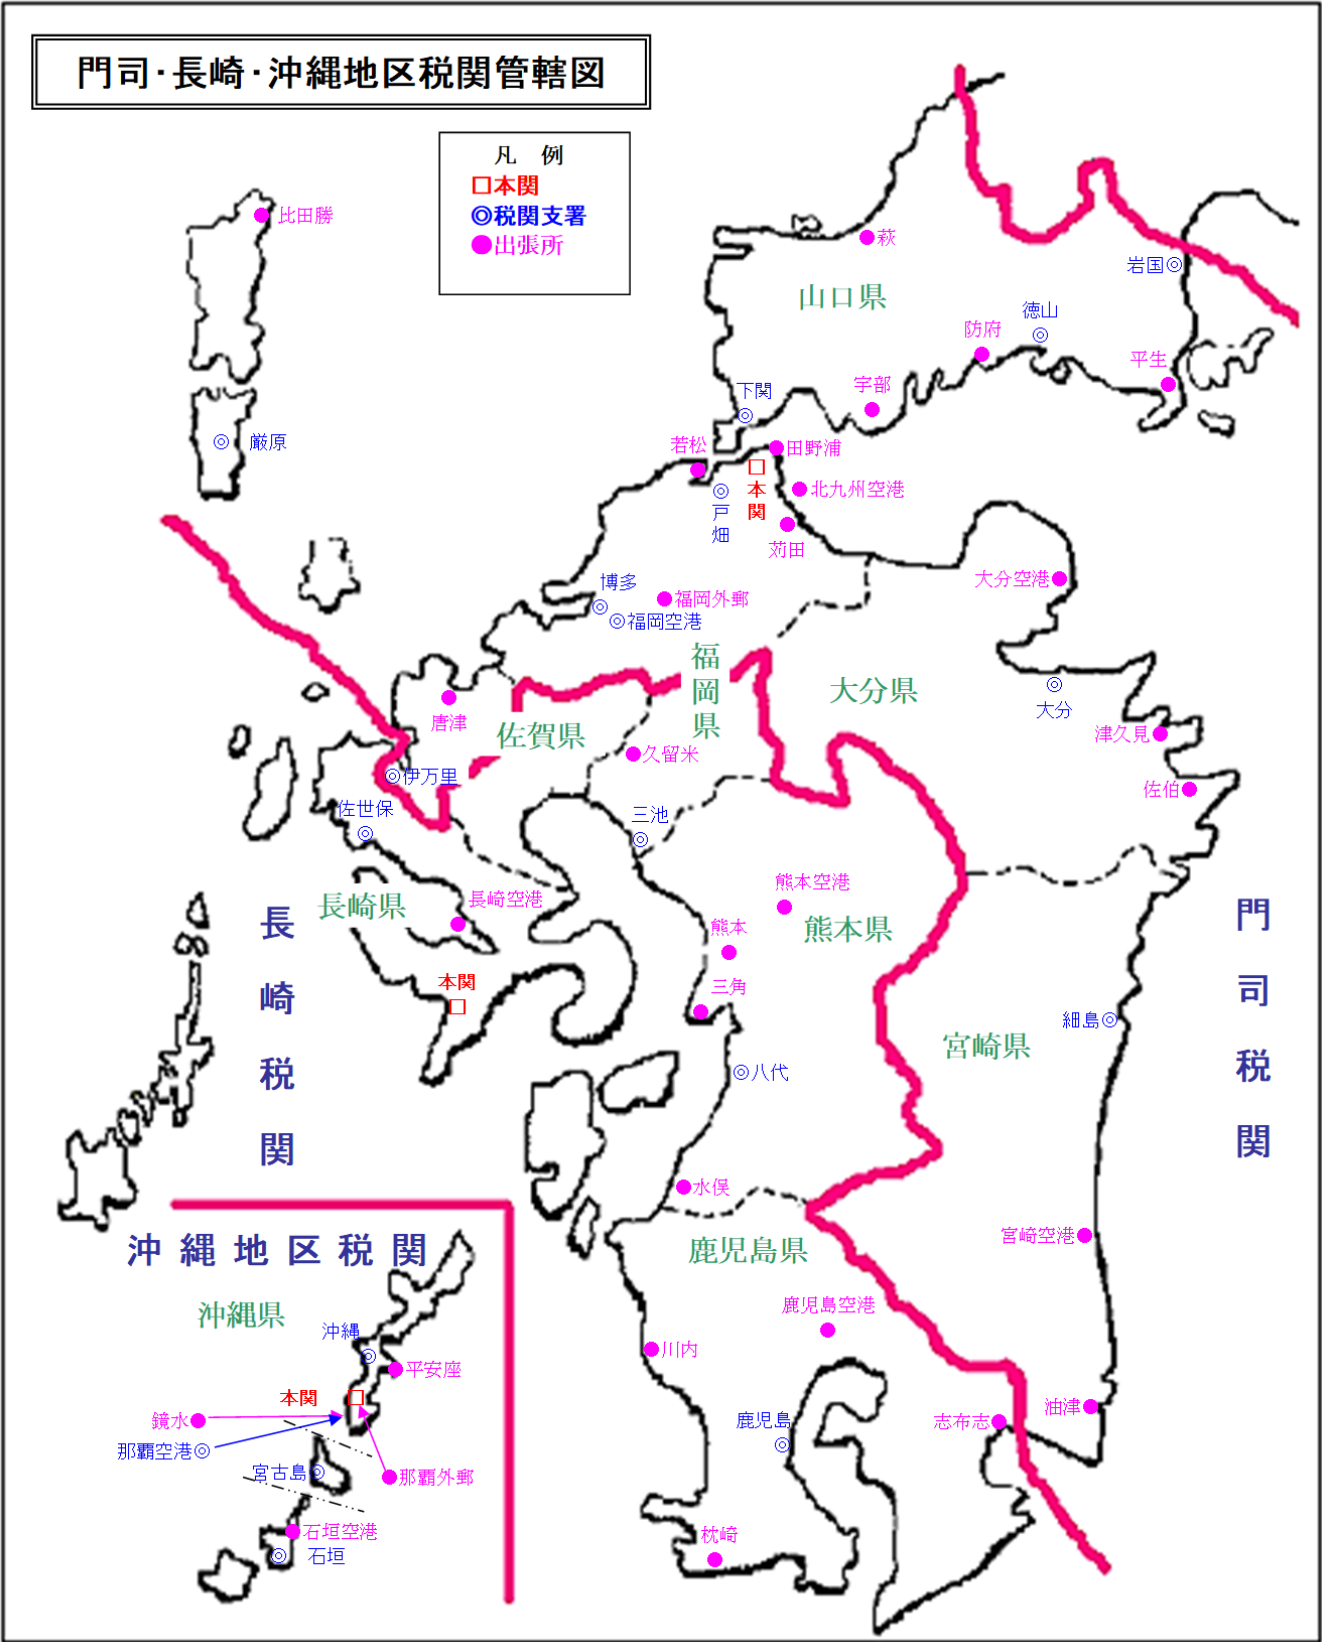 門司・長崎・沖縄地区税関管轄図
凡　例
□本関
◎税関支署
●出張所
比田勝
厳原
萩
山口県
岩国◎
徳山
防府
平生
宇部
下関
若松
田野浦
本関
戸畑
北九州空港
苅田
博多
福岡外郵
◎福岡空港
大分空港
福岡県
大分県
大分
津久見
佐伯
唐津
佐賀県
久留米
◎伊万里
佐世保
三池
長崎県
長崎空港
本関
熊本空港
熊本県
熊本
三角
◎八代
水俣
長崎税関
門司税関
細島◎
宮崎県
宮崎空港
鹿児島県
鹿児島空港
川内
鹿児島
志布志
油津
枕崎
沖縄地区税関
沖縄県
沖縄
平安座
本関
鏡水
那覇空港◎
宮古島
那覇外郵
石垣空港
石垣